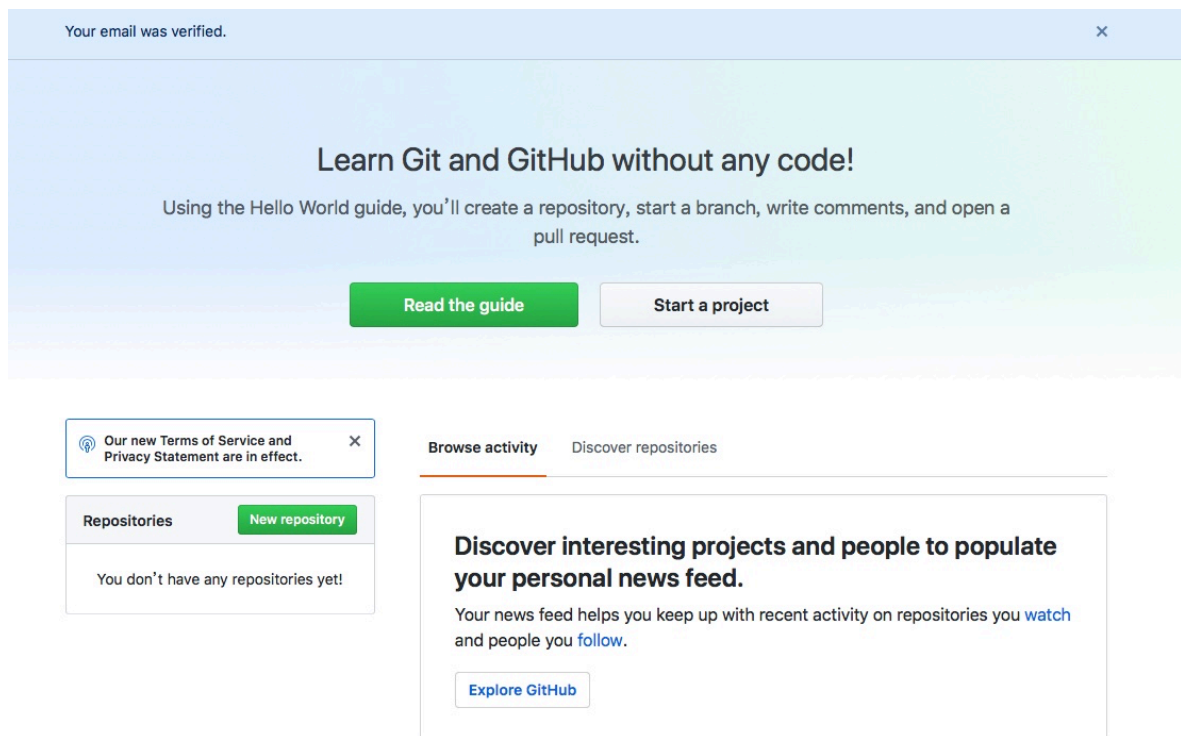 Your email was verified.
Learn Git and GitHub without any code!
Using the Hello World guide, you’ll create a repository, start a branch, write comments, and open a
pull request.
Read the guide
Start a project
Our new Terms of Service and
Privacy Statement are in effect.
Repositories
New repository
You don’t have any repositories yet!
Browse activity
Discover repositories
Discover interesting projects and people to populate
your personal news feed.
Your news feed helps you keep up with recent activity on repositories you watch
and people you follow.
Explore GitHub